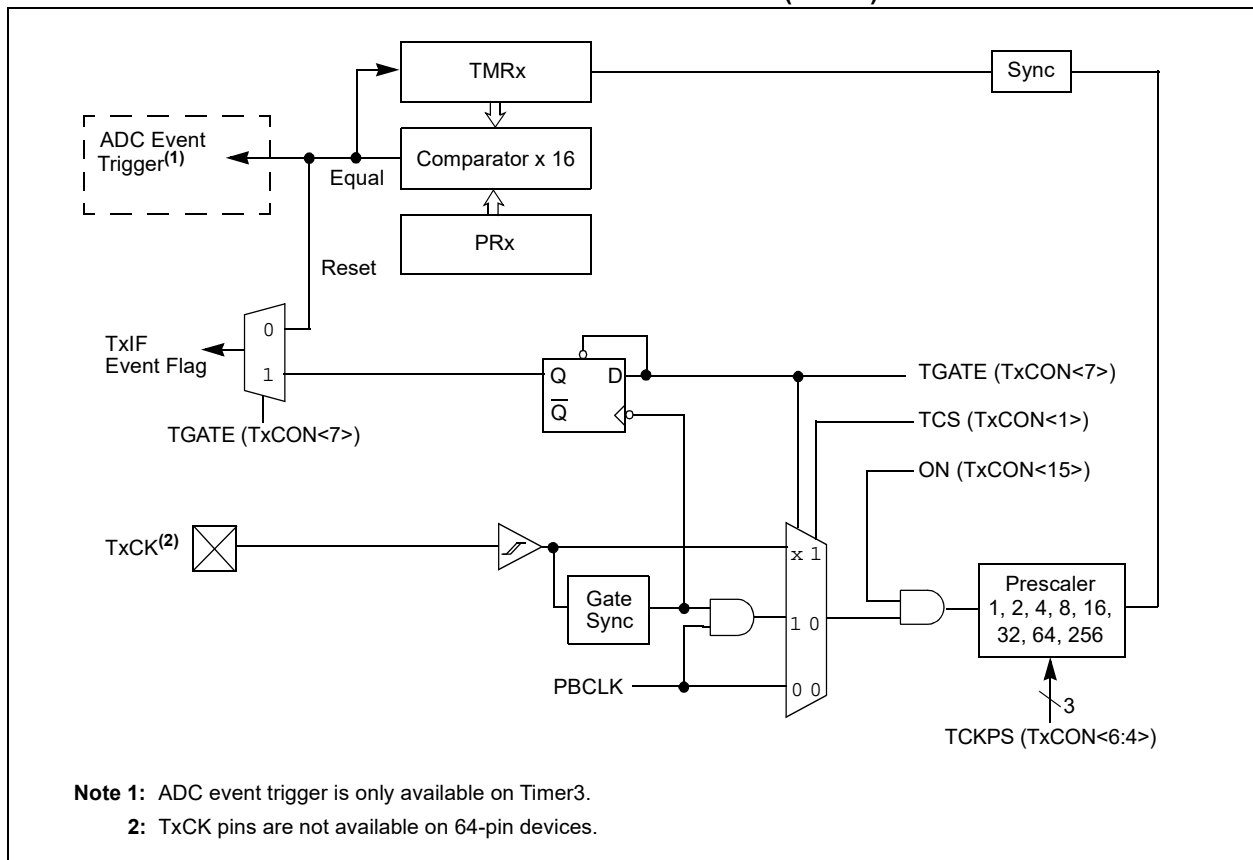 TMRx
Sync
ADC Event
Trigger(1)
Equal
Comparator x 16
PRx
Reset
0
1
TxIF
Event Flag
TGATE (TxCON<7>)
Q
D
Q
TGATE (TxCON<7>)
TCS (TxCON<1>)
ON (TxCON<15>)
TxCK(2)
x 1
Gate
Sync
1 0
PBCLK
0 0
Prescaler
1, 2, 4, 8, 16,
32, 64, 256
3
TCKPS (TxCON<6:4>)
Note 1: ADC event trigger is only available on Timer3.
2: TxCK pins are not available on 64-pin devices.